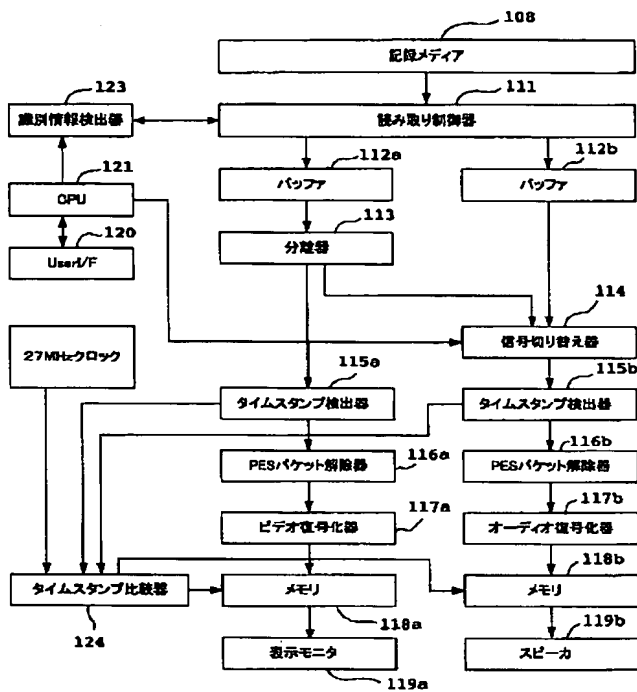 108
記録メディア
123
111
識別情報検出器
読み取り制御器
121
112a
112b
CPU
バッファ
バッファ
120
113
UserI/F
分離器
114
27MHzクロック
信号切り替え器
115a
115b
タイムスタンプ検出器
タイムスタンプ検出器
116a
116b
PESパケット解除器
PESパケット解除器
117a
117b
ビデオ復号化器
オーディオ復号化器
118b
タイムスタンプ比較器
メモリ
メモリ
124
118a
119b
表示モニタ
スピーカ
119a